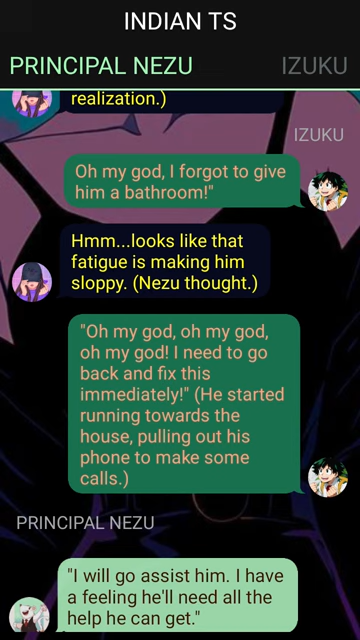 INDIAN TS
PRINCIPAL NEZU
IZUKU
realization.)
IZUKU
Oh my god, I forgot to give
him a bathroom!"
Hmm...looks like that
fatigue is making him
sloppy. (Nezu thought.)
"Oh my god, oh my god,
oh my god! I need to go
back and fix this
immediately!" (He started
running towards the
house, pulling out his
phone to make some
calls.)
PRINCIPAL NEZU
"I will go assist him. I have
a feeling he'll need all the
help he can get."